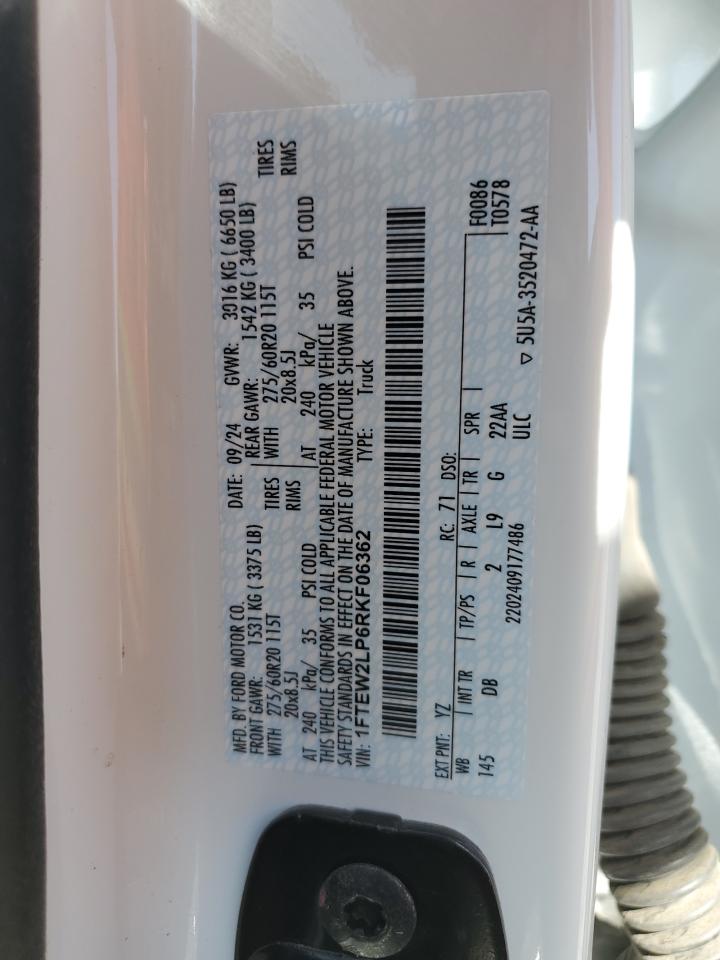 MFD. BY FORD MOTOR CO. DATE: 09/24 GVWR: 3016 KG ( 6650 LB)
FRONT GAWR: 1531 KG ( 3375 LB) REAR GAWR: 1542 KG ( 3400 LB)
WITH 275/60R20 115T TIRES WITH 275/60R20 115T TIRES
20x8.5J RIMS 20x8.5J RIMS
AT 240 kPa/ 35 PSI COLD AT 240 kPa/ 35 PSI COLD
THIS VEHICLE CONFORMS TO ALL APPLICABLE FEDERAL MOTOR VEHICLE
SAFETY STANDARDS IN EFFECT ON THE DATE OF MANUFACTURE SHOWN ABOVE.
VIN: 1FTEW2LP6RKF06362 TYPE: Truck
EXT PNT: YZ RC: 71 DSO:
WB INT TR TP/PS R AXLE TR SPR F0086
145 DB 2 L9 G 22AA T0578
2202409177486 ULC
▽ 5U5A-3520472-AA